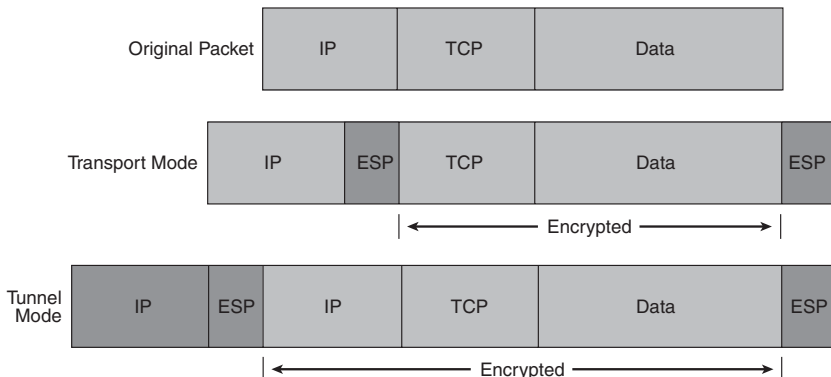 Original Packet IP TCP Data
Transport Mode IP ESP TCP Data ESP
Encrypted
Tunnel
Mode IP ESP IP TCP Data ESP
Encrypted